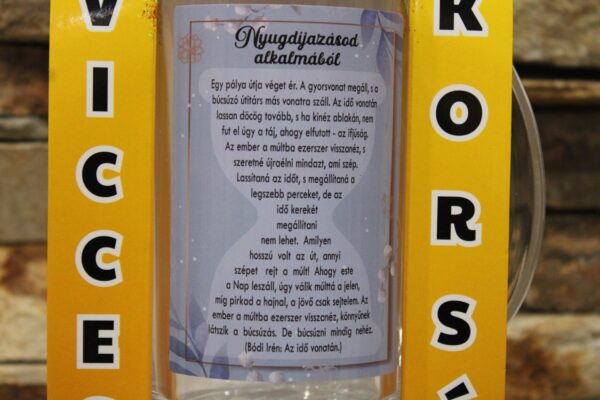 VICCE
Nyugdíjazásod
alkalmából
Egy pálya útja véget ér. A gyorsvonat megáll, s a
búcsúzó útitárs más vonatra száll. Az idő vonatán
lassan döcög tovább, s ha kinéz ablakán, nem
fut el úgy a táj, ahogy elfutott - az ifjúság.
Az ember a múltba ezerszer visszanéz, s
szeretné újraélni mindazt, ami szép.
Lassítaná az időt, s megállítaná a
legszebb perceket, de az
idő kerekét
megállítani
nem lehet. Amilyen
hosszú volt az út, annyi
szépet rejt a múlt! Ahogy este
a Nap leszáll, úgy válik múlttá a jelen,
míg pirkad a hajnal, a jövő csak sejtelem. Az
ember a múltba ezerszer visszanéz, könnyűnek
látszik a búcsúzás. De búcsúzni mindig nehéz.
(Bódi Irén: Az idő vonatán.)
KORS